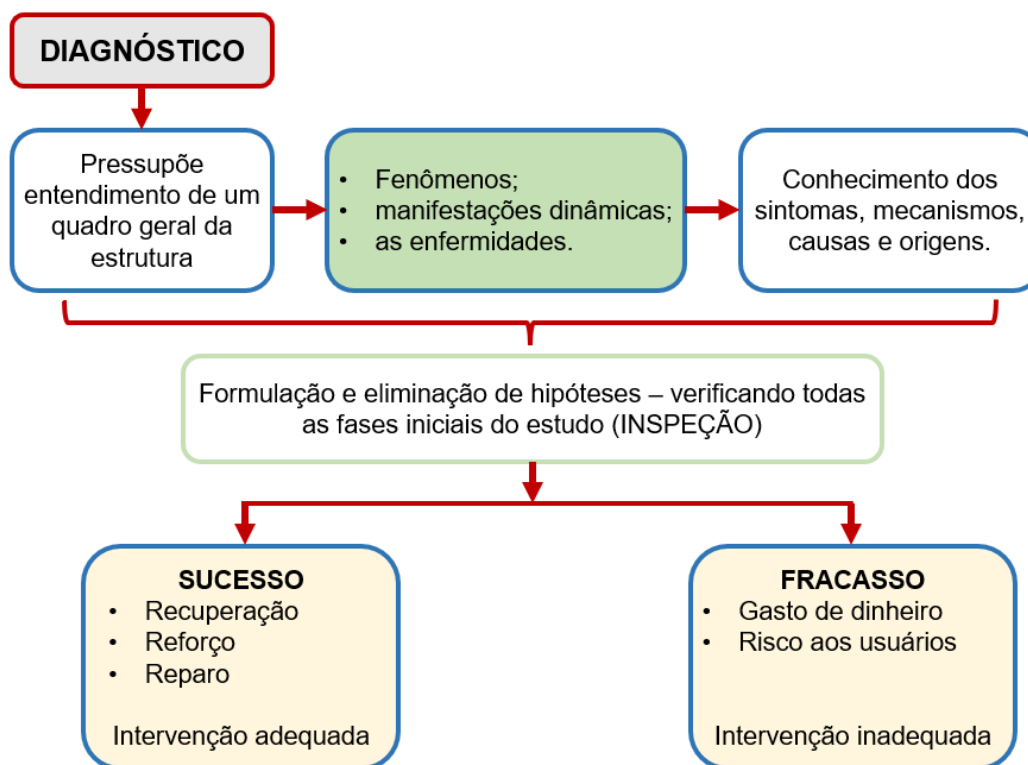 DIAGNÓSTICO
Pressupõe
entendimento de um
quadro geral da
estrutura
• Fenômenos;
• manifestações dinâmicas;
• as enfermidades.
Conhecimento dos
sintomas, mecanismos,
causas e origens.
Formulação e eliminação de hipóteses – verificando todas
as fases iniciais do estudo (INSPEÇÃO)
SUCESSO
• Recuperação
• Reforço
• Reparo
Intervenção adequada
FRACASSO
• Gasto de dinheiro
• Risco aos usuários
Intervenção inadequada